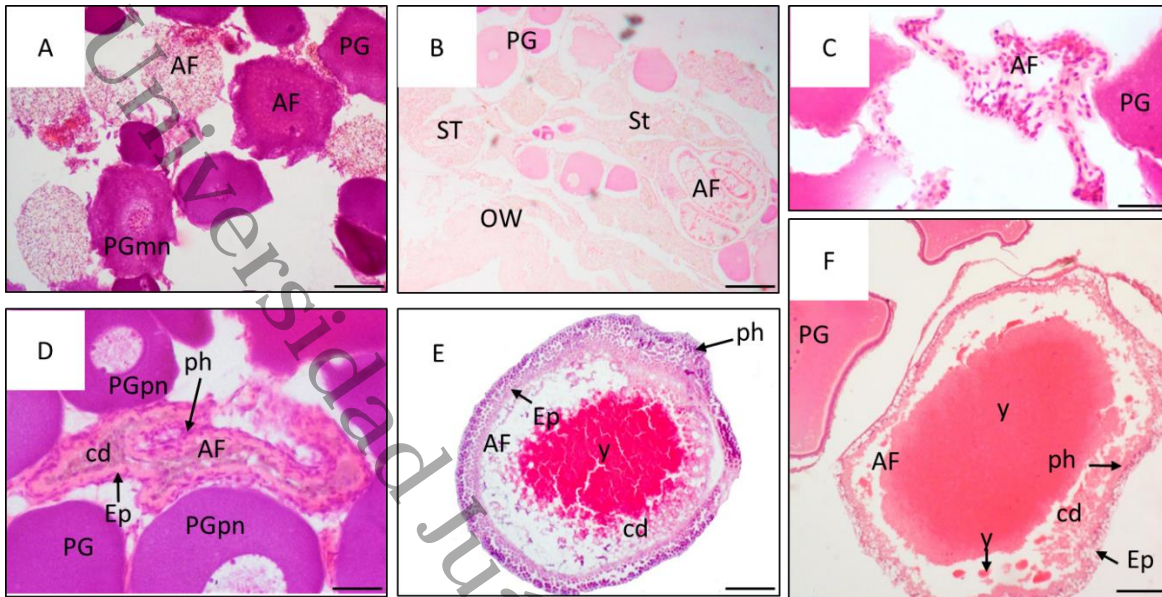 A
AF
PG
AF
PGmn
B
PG
ST
St
AF
OW
C
AF
PG
D
PGpn
ph
cd
AF
Ep
PG
PGpn
E
ph
Ep
AF
y
cd
F
PG
y
AF
ph
cd
y
Ep
Universidad Ju